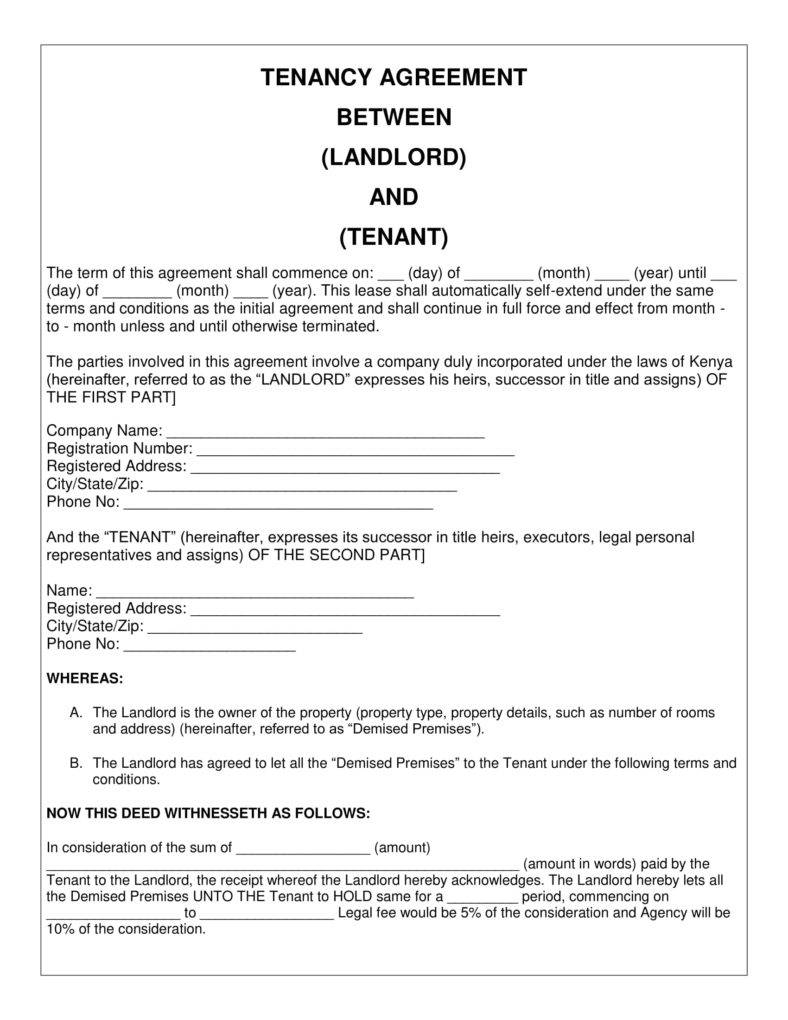 TENANCY AGREEMENT
BETWEEN
(LANDLORD)
AND
(TENANT)
The term of this agreement shall commence on: ___ (day) of ________ (month) ____ (year) until ___
(day) of ________ (month) ____ (year). This lease shall automatically self-extend under the same
terms and conditions as the initial agreement and shall continue in full force and effect from month -
to - month unless and until otherwise terminated.
The parties involved in this agreement involve a company duly incorporated under the laws of Kenya
(hereinafter, referred to as the “LANDLORD” expresses his heirs, successor in title and assigns) OF
THE FIRST PART]
Company Name: _____________________________________
Registration Number: _____________________________________
Registered Address: ____________________________________
City/State/Zip: ____________________________________
Phone No: ____________________________________
And the “TENANT” (hereinafter, expresses its successor in title heirs, executors, legal personal
representatives and assigns) OF THE SECOND PART]
Name: _____________________________________
Registered Address: ____________________________________
City/State/Zip: _________________________
Phone No: ____________________
WHEREAS:
A. The Landlord is the owner of the property (property type, property details, such as number of rooms
and address) (hereinafter, referred to as “Demised Premises”).
B. The Landlord has agreed to let all the “Demised Premises” to the Tenant under the following terms and
conditions.
NOW THIS DEED WITHNESSETH AS FOLLOWS:
In consideration of the sum of _________________ (amount)
____________________________________________________________ (amount in words) paid by the
Tenant to the Landlord, the receipt whereof the Landlord hereby acknowledges. The Landlord hereby lets all
the Demised Premises UNTO THE Tenant to HOLD same for a _________ period, commencing on
_________________ to _________________ Legal fee would be 5% of the consideration and Agency will be
10% of the consideration.